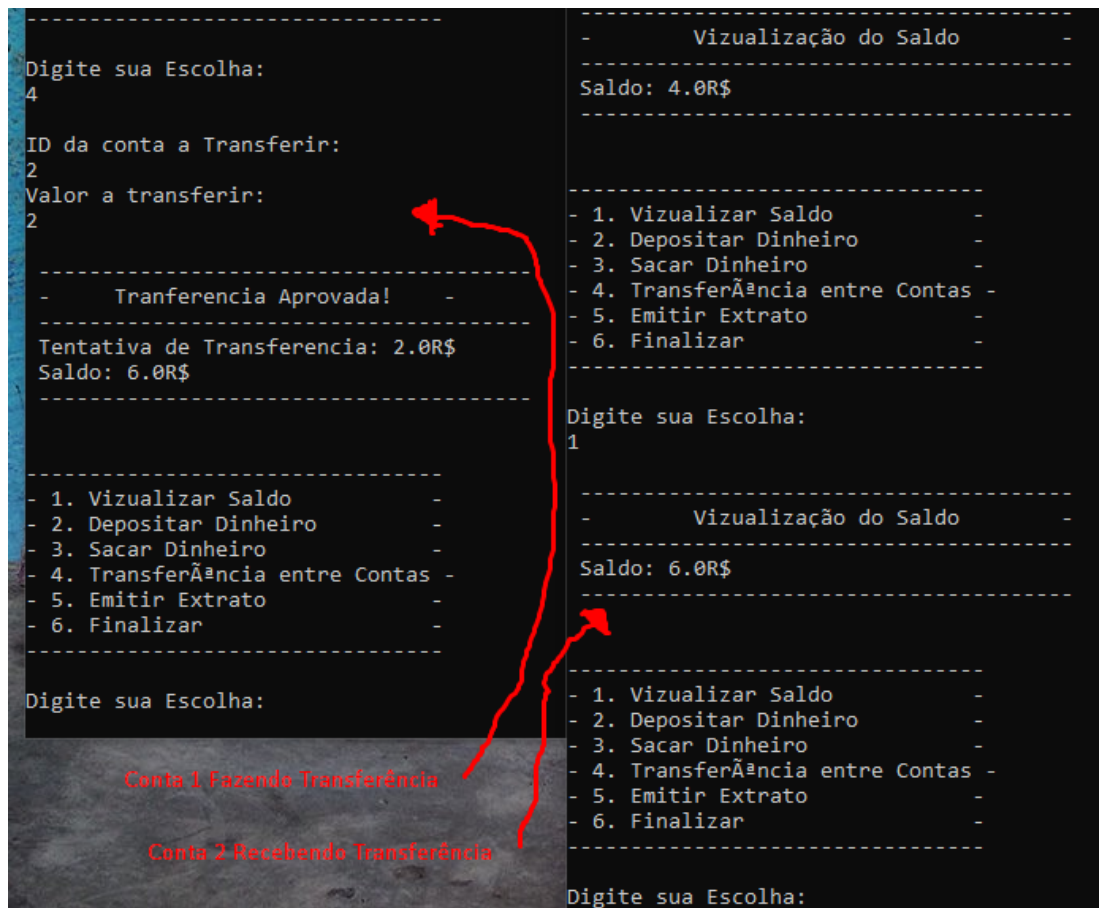 ---------------------------------
Digite sua Escolha:
4
ID da conta a Transferir:
2
Valor a transferir:
2
---------------------------------------
-     Tranferencia Aprovada!    -
---------------------------------------
Tentativa de Transferencia: 2.0R$
Saldo: 6.0R$
---------------------------------------
---------------------------------
- 1. Vizualizar Saldo           -
- 2. Depositar Dinheiro         -
- 3. Sacar Dinheiro             -
- 4. TransferÃªncia entre Contas -
- 5. Emitir Extrato             -
- 6. Finalizar                  -
---------------------------------
Digite sua Escolha:
Conta 1 Fazendo Transferência
Conta 2 Recebendo Transferência
---------------------------------------
-        Vizualização do Saldo        -
---------------------------------------
Saldo: 4.0R$
---------------------------------------
---------------------------------
- 1. Vizualizar Saldo           -
- 2. Depositar Dinheiro         -
- 3. Sacar Dinheiro             -
- 4. TransferÃªncia entre Contas -
- 5. Emitir Extrato             -
- 6. Finalizar                  -
---------------------------------
Digite sua Escolha:
1
---------------------------------------
-        Vizualização do Saldo        -
---------------------------------------
Saldo: 6.0R$
---------------------------------------
---------------------------------
- 1. Vizualizar Saldo           -
- 2. Depositar Dinheiro         -
- 3. Sacar Dinheiro             -
- 4. TransferÃªncia entre Contas -
- 5. Emitir Extrato             -
- 6. Finalizar                  -
---------------------------------
Digite sua Escolha: